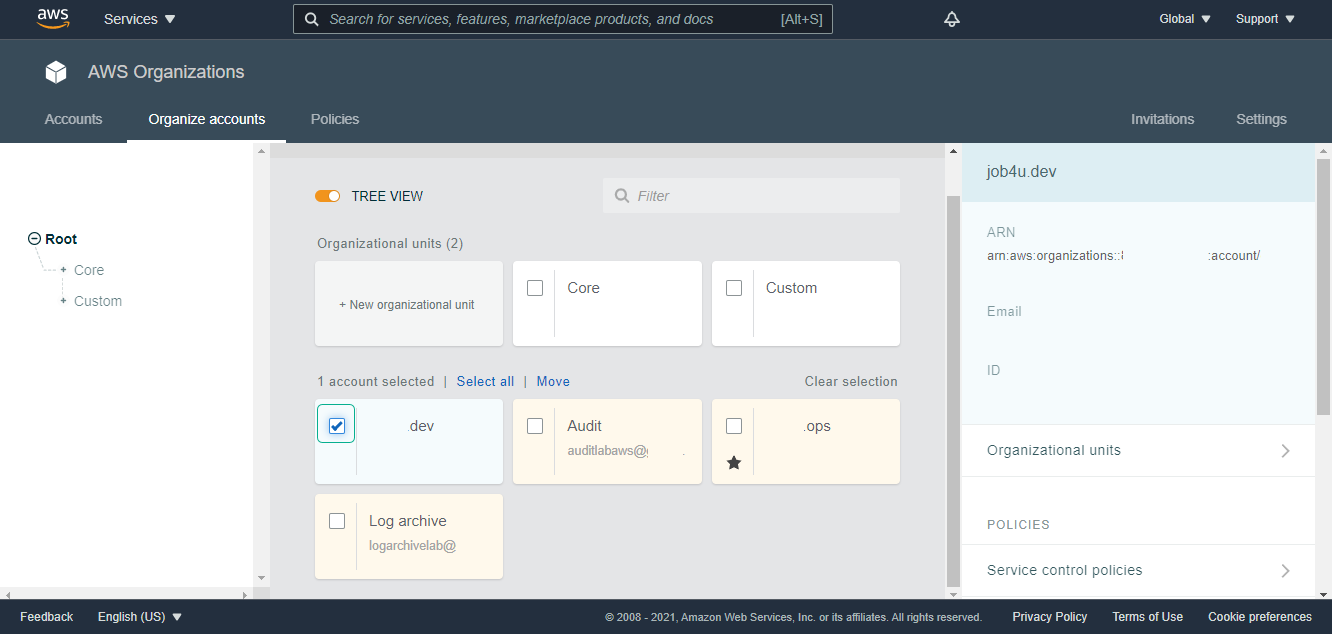 aws
Services
Search for services, features, marketplace products, and docs [Alt+S]
Global
Support
AWS Organizations
Accounts
Organize accounts
Policies
Invitations
Settings
Root
Core
Custom
TREE VIEW
Filter
Organizational units (2)
+ New organizational unit
Core
Custom
1 account selected | Select all | Move
Clear selection
.dev
Audit
auditlabaws@
.ops
Log archive
logarchivelab@
job4u.dev
ARN
arn:aws:organizations:: :account/
Email
ID
Organizational units
POLICIES
Service control policies
Feedback
English (US)
© 2008 - 2021, Amazon Web Services, Inc. or its affiliates. All rights reserved.
Privacy Policy
Terms of Use
Cookie preferences